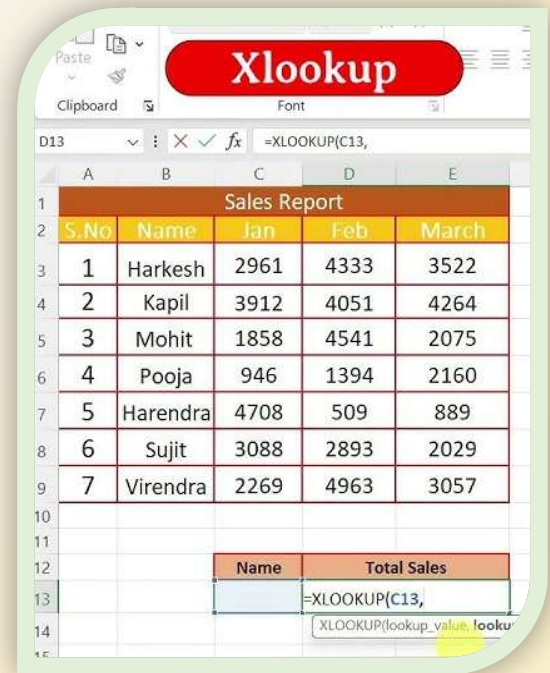 Paste
Xlookup
Clipboard Font
D13 fx =XLOOKUP(C13,
A B C D E
1 Sales Report
2 S.No Name Jan Feb March
3 1 Harkesh 2961 4333 3522
4 2 Kapil 3912 4051 4264
5 3 Mohit 1858 4541 2075
6 4 Pooja 946 1394 2160
7 5 Harendra 4708 509 889
8 6 Sujit 3088 2893 2029
9 7 Virendra 2269 4963 3057
10
11
12 Name Total Sales
13 =XLOOKUP(C13,
14 XLOOKUP(lookup_value,